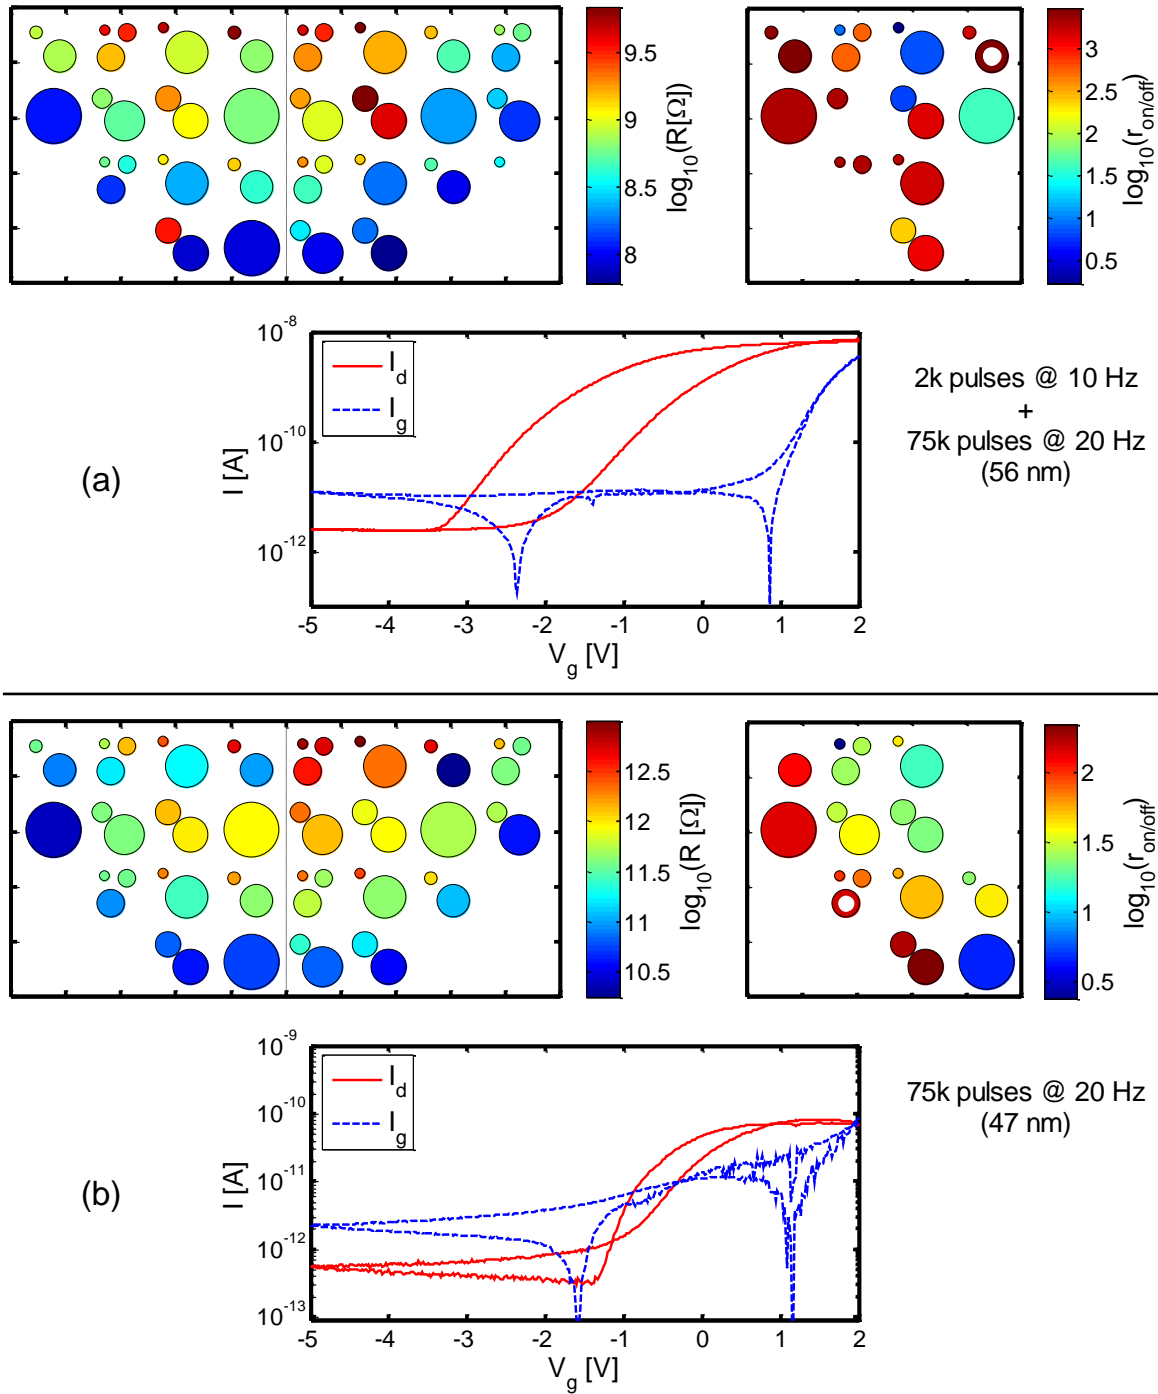 9.5
9
8.5
8
log10(R[Ω])
3
2.5
2
1.5
1
0.5
log10(ron/off)
10-8
10-10
10-12
I [A]
Id
Ig
-5 -4 -3 -2 -1 0 1 2
Vg [V]
(a)
2k pulses @ 10 Hz
+
75k pulses @ 20 Hz
(56 nm)
12.5
12
11.5
11
10.5
log10(R [Ω])
2
1.5
1
0.5
log10(ron/off)
10-9
10-10
10-11
10-12
10-13
I [A]
Id
Ig
-5 -4 -3 -2 -1 0 1 2
Vg [V]
(b)
75k pulses @ 20 Hz
(47 nm)